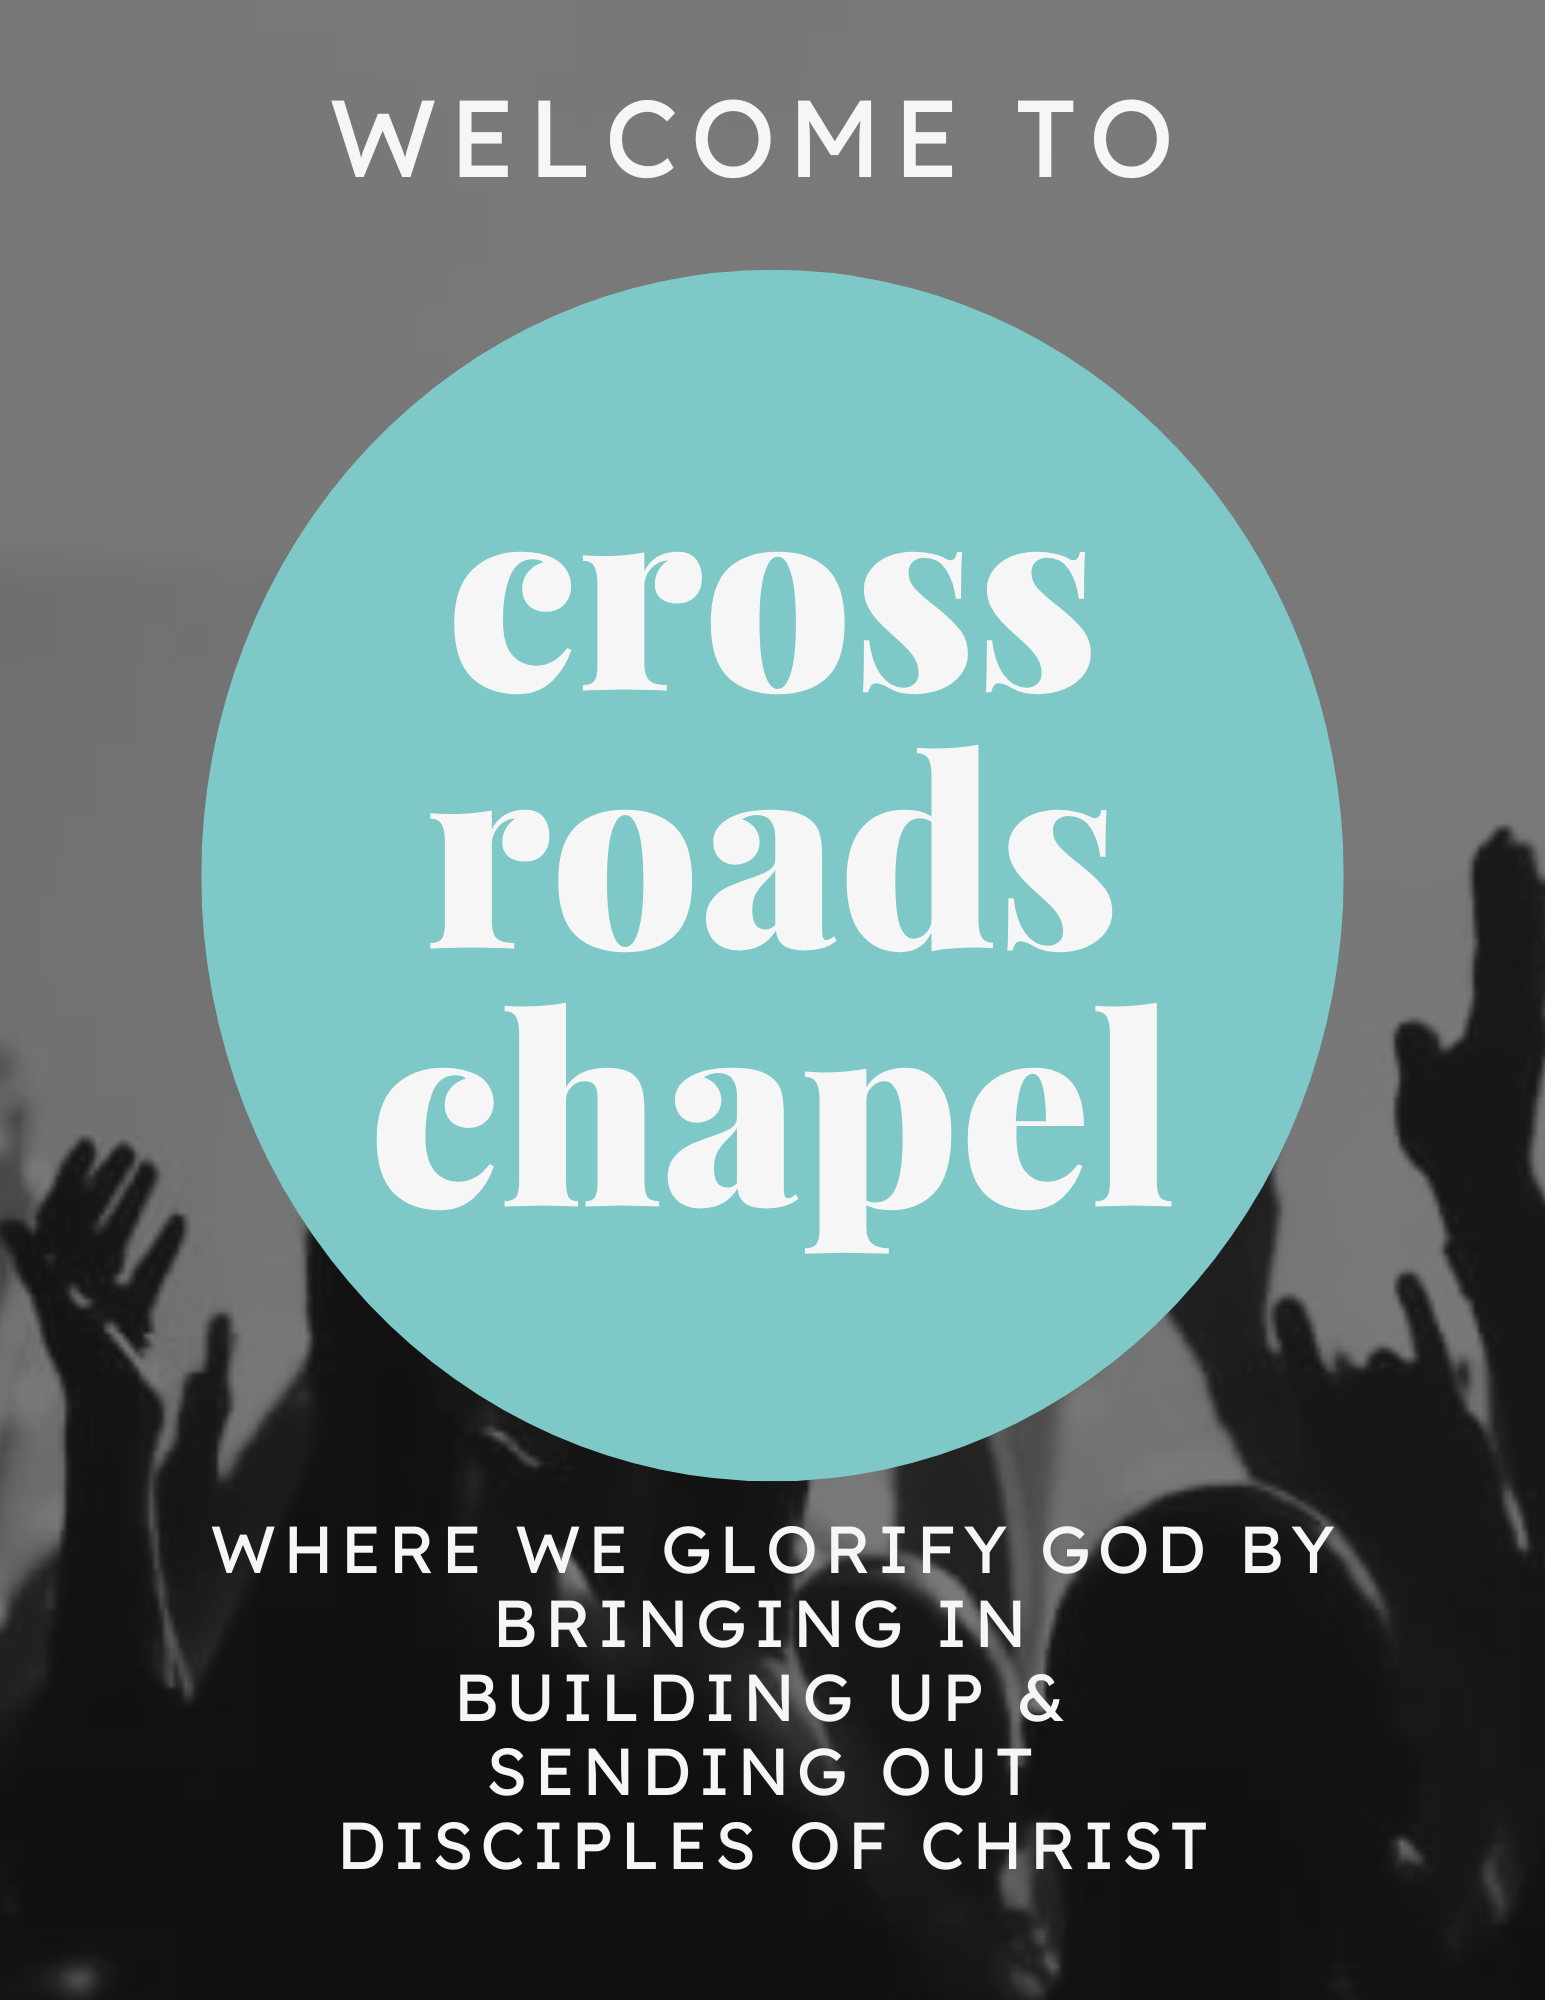 WELCOME TO
cross
roads
chapel
WHERE WE GLORIFY GOD BY
BRINGING IN
BUILDING UP &
SENDING OUT
DISCIPLES OF CHRIST